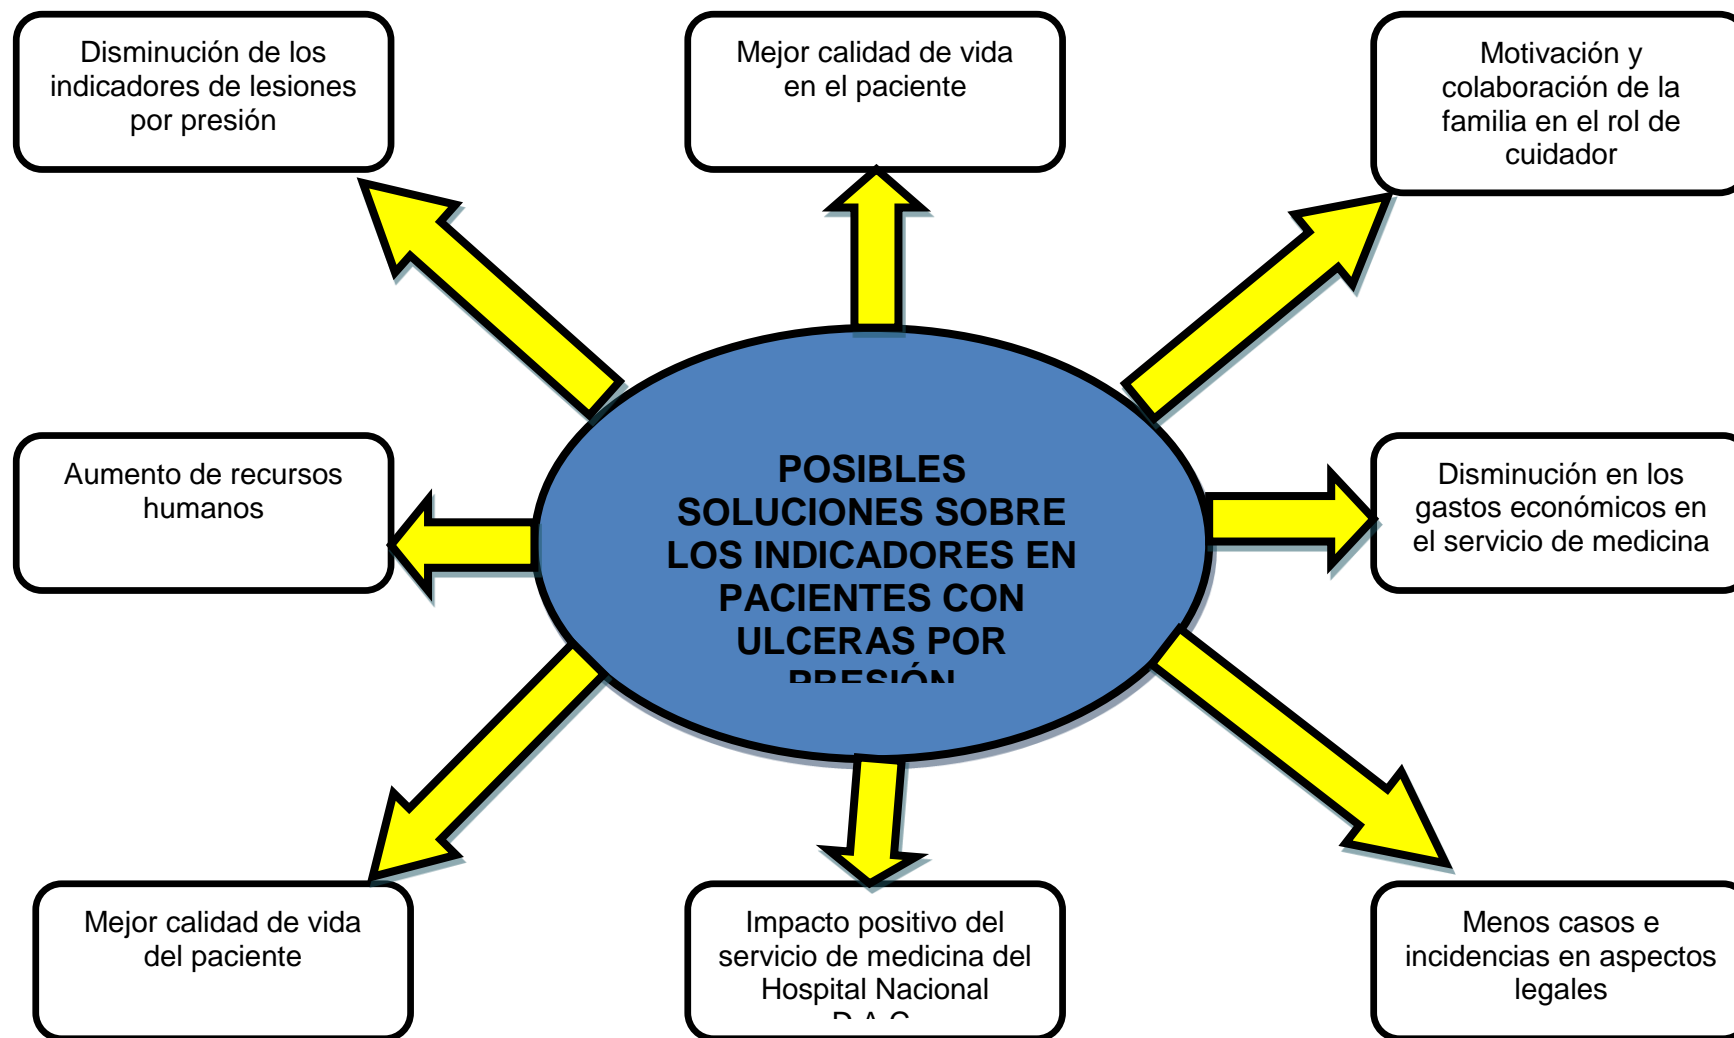 Disminución de los
indicadores de lesiones
por presión
Mejor calidad de vida
en el paciente
Motivación y
colaboración de la
familia en el rol de
cuidador
Aumento de recursos
humanos
POSIBLES
SOLUCIONES SOBRE
LOS INDICADORES EN
PACIENTES CON
ULCERAS POR
PRESIÓN
Disminución en los
gastos económicos en
el servicio de medicina
Mejor calidad de vida
del paciente
Impacto positivo del
servicio de medicina del
Hospital Nacional
Menos casos e
incidencias en aspectos
legales